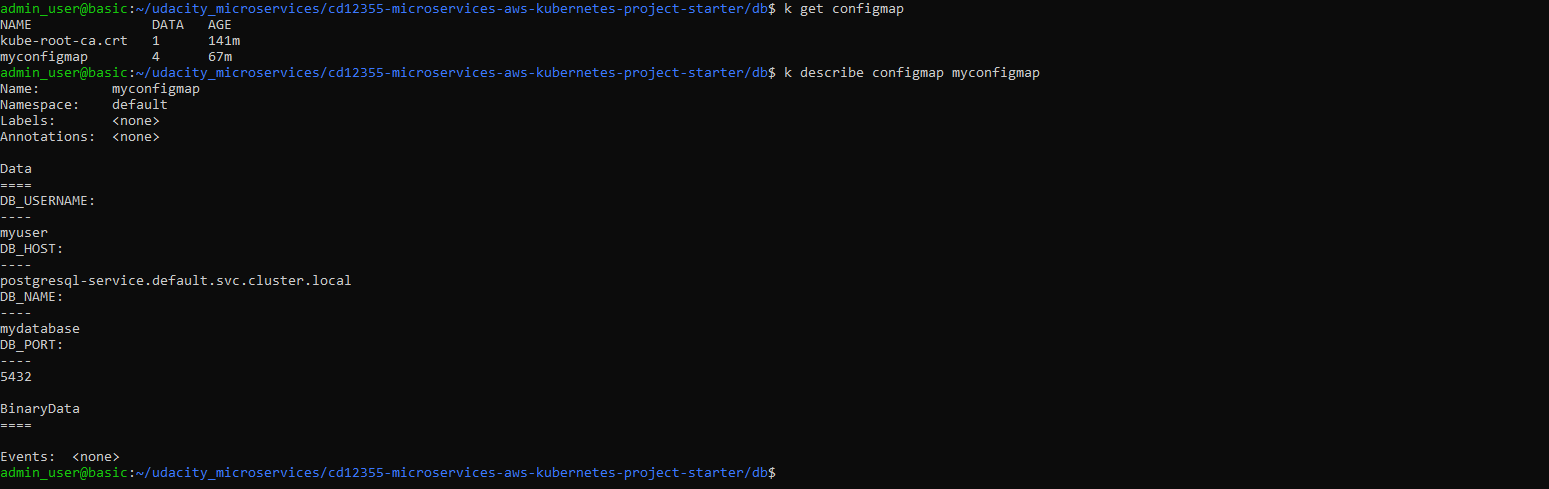 admin_user@basic:~/udacity_microservices/cd12355-microservices-aws-kubernetes-project-starter/db$ k get configmap
NAME               DATA   AGE
kube-root-ca.crt   1      141m
myconfigmap        4      67m
admin_user@basic:~/udacity_microservices/cd12355-microservices-aws-kubernetes-project-starter/db$ k describe configmap myconfigmap
Name:         myconfigmap
Namespace:    default
Labels:       <none>
Annotations:  <none>

Data
====
DB_USERNAME:
----
myuser
DB_HOST:
----
postgresql-service.default.svc.cluster.local
DB_NAME:
----
mydatabase
DB_PORT:
----
5432

BinaryData
====

Events:  <none>
admin_user@basic:~/udacity_microservices/cd12355-microservices-aws-kubernetes-project-starter/db$